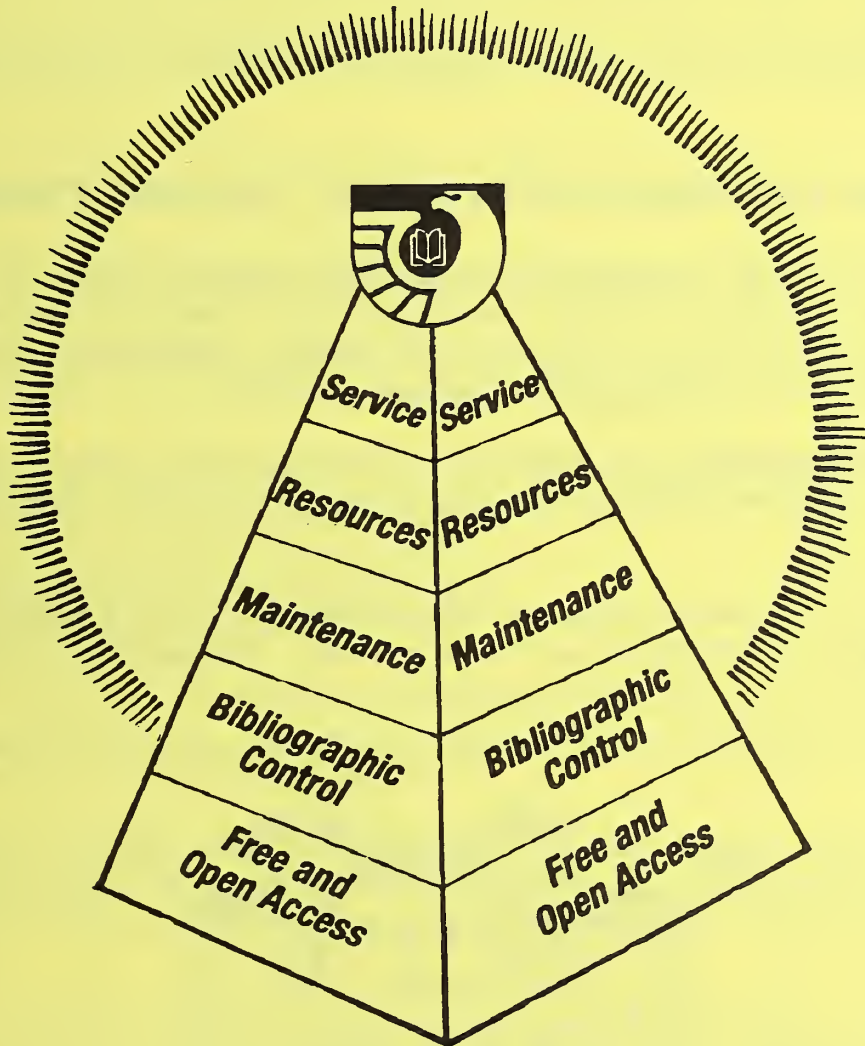 Service
Service
Resources
Resources
Maintenance
Maintenance
Bibliographic
Control
Bibliographic
Control
Free and
Open Access
Free and
Open Access